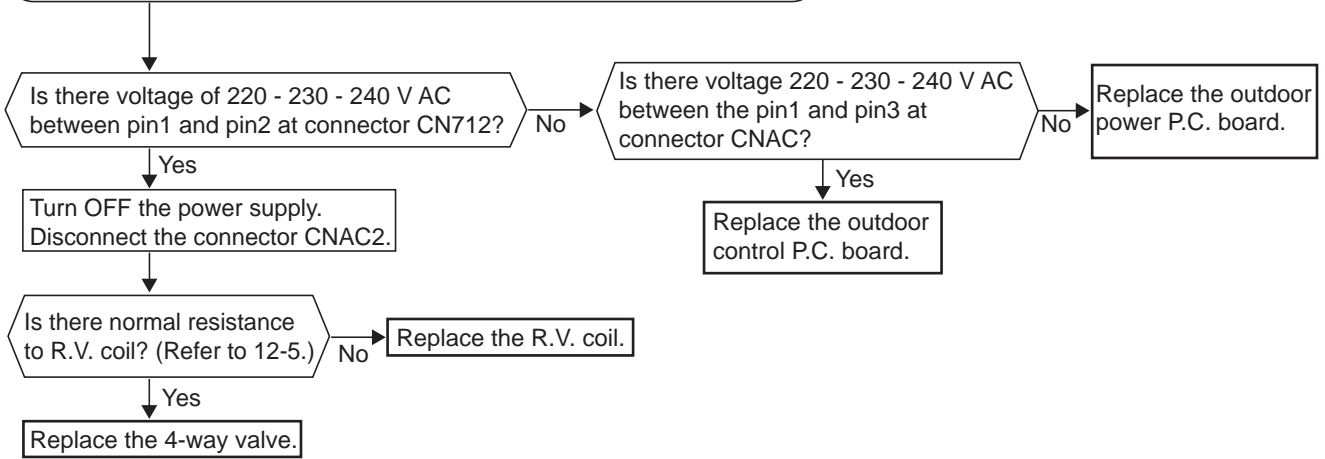 Is there voltage of 220 - 230 - 240 V AC
between pin1 and pin2 at connector CN712?
No
Is there voltage 220 - 230 - 240 V AC
between the pin1 and pin3 at
connector CNAC?
No
Replace the outdoor
power P.C. board.
Yes
Replace the outdoor
control P.C. board.
Yes
Turn OFF the power supply.
Disconnect the connector CNAC2.
Is there normal resistance
to R.V. coil? (Refer to 12-5.)
No
Replace the R.V. coil.
Yes
Replace the 4-way valve.